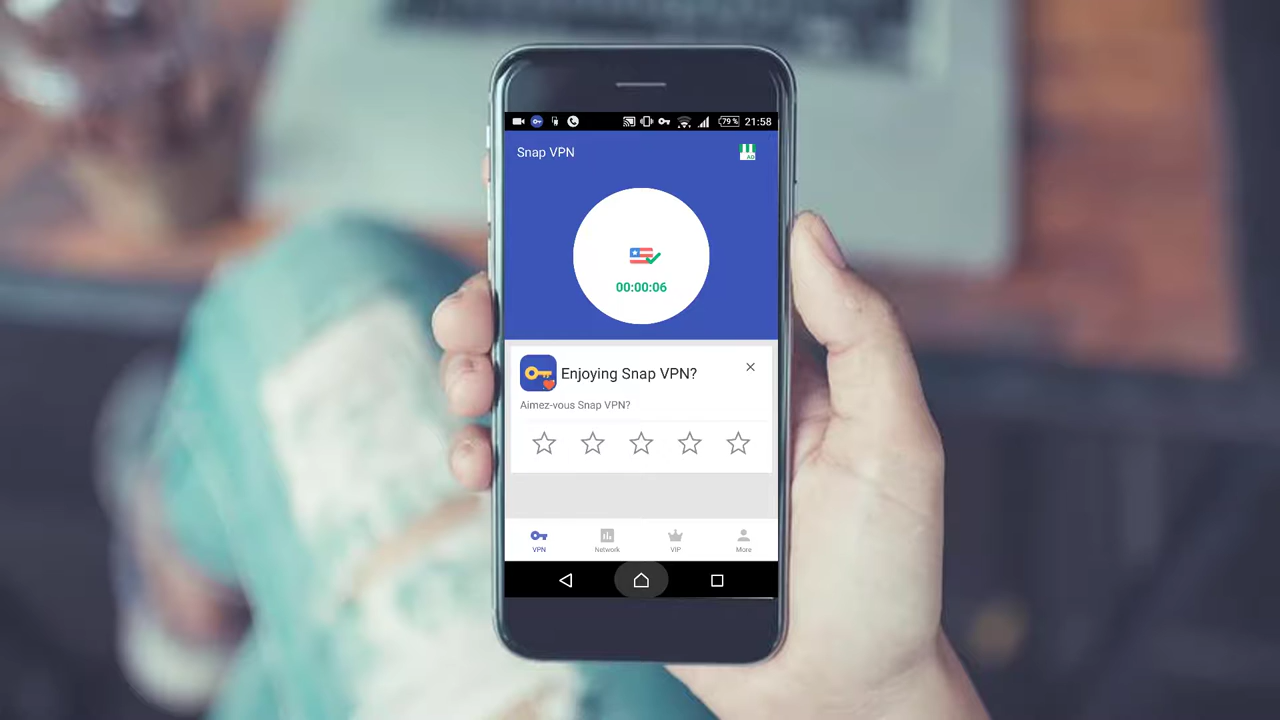 79 % 21:58
Snap VPN
AD
00:00:06
Enjoying Snap VPN?
Aimez-vous Snap VPN?
VPN Network VIP More